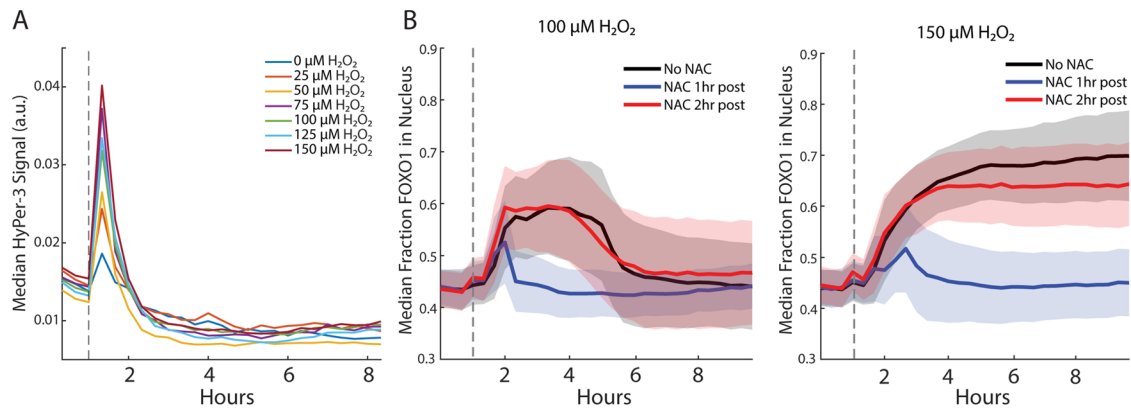 A
Median HyPer-3 Signal (a.u.)
0.04
0.03
0.02
0.01
2
4
6
8
Hours
0 μM H₂O₂
25 μM H₂O₂
50 μM H₂O₂
75 μM H₂O₂
100 μM H₂O₂
125 μM H₂O₂
150 μM H₂O₂
B
100 μM H₂O₂
Median Fraction FOXO1 in Nucleus
0.9
0.7
0.6
0.5
0.4
0.3
2
4
6
8
Hours
No NAC
NAC 1hr post
NAC 2hr post
150 μM H₂O₂
Median Fraction FOXO1 in Nucleus
0.9
0.7
0.6
0.5
0.4
0.3
2
4
6
8
Hours
No NAC
NAC 1hr post
NAC 2hr post